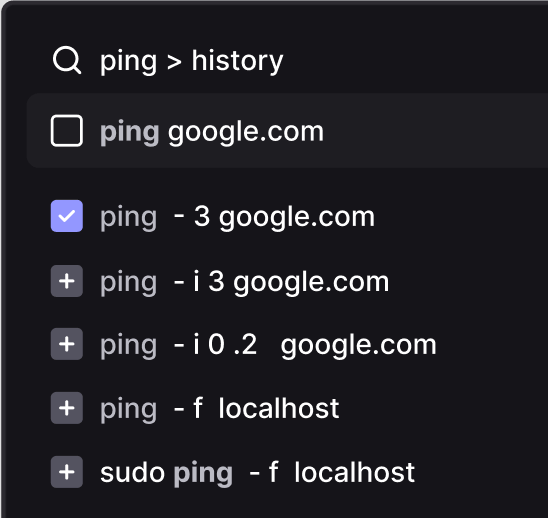 ping > history
ping google.com
ping - 3 google.com
ping - i 3 google.com
ping - i 0 .2 google.com
ping - f localhost
sudo ping - f localhost